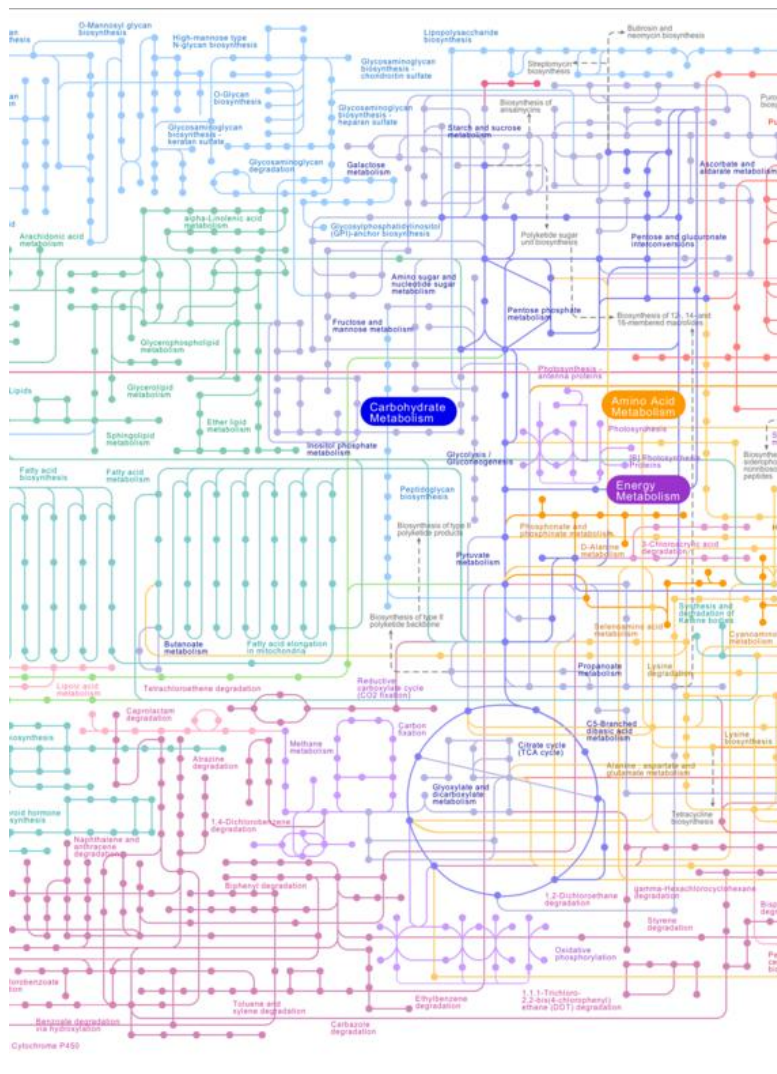 O-Mannosyl glycan
biosynthesis
High-mannose type
N-glycan biosynthesis
Lipopolysaccharide
biosynthesis
Butirosin and
neomycin biosynthesis
Glycosaminoglycan
biosynthesis -
chondroitin sulfate
Streptomycin
biosynthesis
O-Glycan
biosynthesis
Glycosaminoglycan
biosynthesis -
heparan sulfate
Biosynthesis of
ansamycins
Glycosaminoglycan
biosynthesis -
keratan sulfate
Starch and sucrose
metabolism
Glycosaminoglycan
degradation
Galactose
metabolism
Ascorbate and
aldarate metabolism
alpha-Linolenic acid
metabolism
Glycosylphosphatidylinositol
(GPI)-anchor biosynthesis
Arachidonic acid
metabolism
Polyketide sugar
unit biosynthesis
Pentose and glucuronate
interconversions
Amino sugar and
nucleotide sugar
metabolism
Pentose phosphate
metabolism
Biosynthesis of 12-, 14- and
16-membered macrolides
Fructose and
mannose metabolism
Glycerophospholipid
metabolism
Photosynthesis -
antenna proteins
Glycerolipid
metabolism
Lipids
Carbohydrate
Metabolism
Amino Acid
Metabolism
Ether lipid
metabolism
Sphingolipid
metabolism
Photosynthesis
Inositol phosphate
metabolism
Glycolysis /
Gluconeogenesis
[B] Photosynthesis
Proteins
Fatty acid
biosynthesis
Fatty acid
metabolism
Energy
Metabolism
Peptidoglycan
biosynthesis
Biosynthesis of type II
polyketide products
Phosphonate and
phosphinate metabolism
D-Alanine
metabolism
3-Chloroacrylic acid
degradation
Pyruvate
metabolism
Biosynthesis of type II
polyketide backbone
Synthesis and
degradation of
Ketone bodies
Selenoamino acid
metabolism
Butanoate
metabolism
Fatty acid elongation
in mitochondria
Propanoate
metabolism
Lysine
degradation
Lipoic acid
metabolism
Tetrachloroethene degradation
Reductive
carboxylate cycle
(CO2 fixation)
Caprolactam
degradation
Carbon
fixation
C5-Branched
dibasic acid
metabolism
Methane
metabolism
Citrate cycle
(TCA cycle)
Lysine
biosynthesis
Atrazine
degradation
Alanine, aspartate and
glutamate metabolism
Glyoxylate and
dicarboxylate
metabolism
1,4-Dichlorobenzene
degradation
Tetracycline
biosynthesis
Naphthalene and
anthracene
degradation
Biphenyl degradation
1,2-Dichloroethane
degradation
gamma-Hexachlorocyclohexane
degradation
Styrene
degradation
Oxidative
phosphorylation
Toluene and
xylene degradation
Ethylbenzene
degradation
1,1,1-Trichloro-
2,2-bis(4-chlorophenyl)
ethane (DDT) degradation
Benzoate degradation
via hydroxylation
Carbazole
degradation
Cytochrome P450